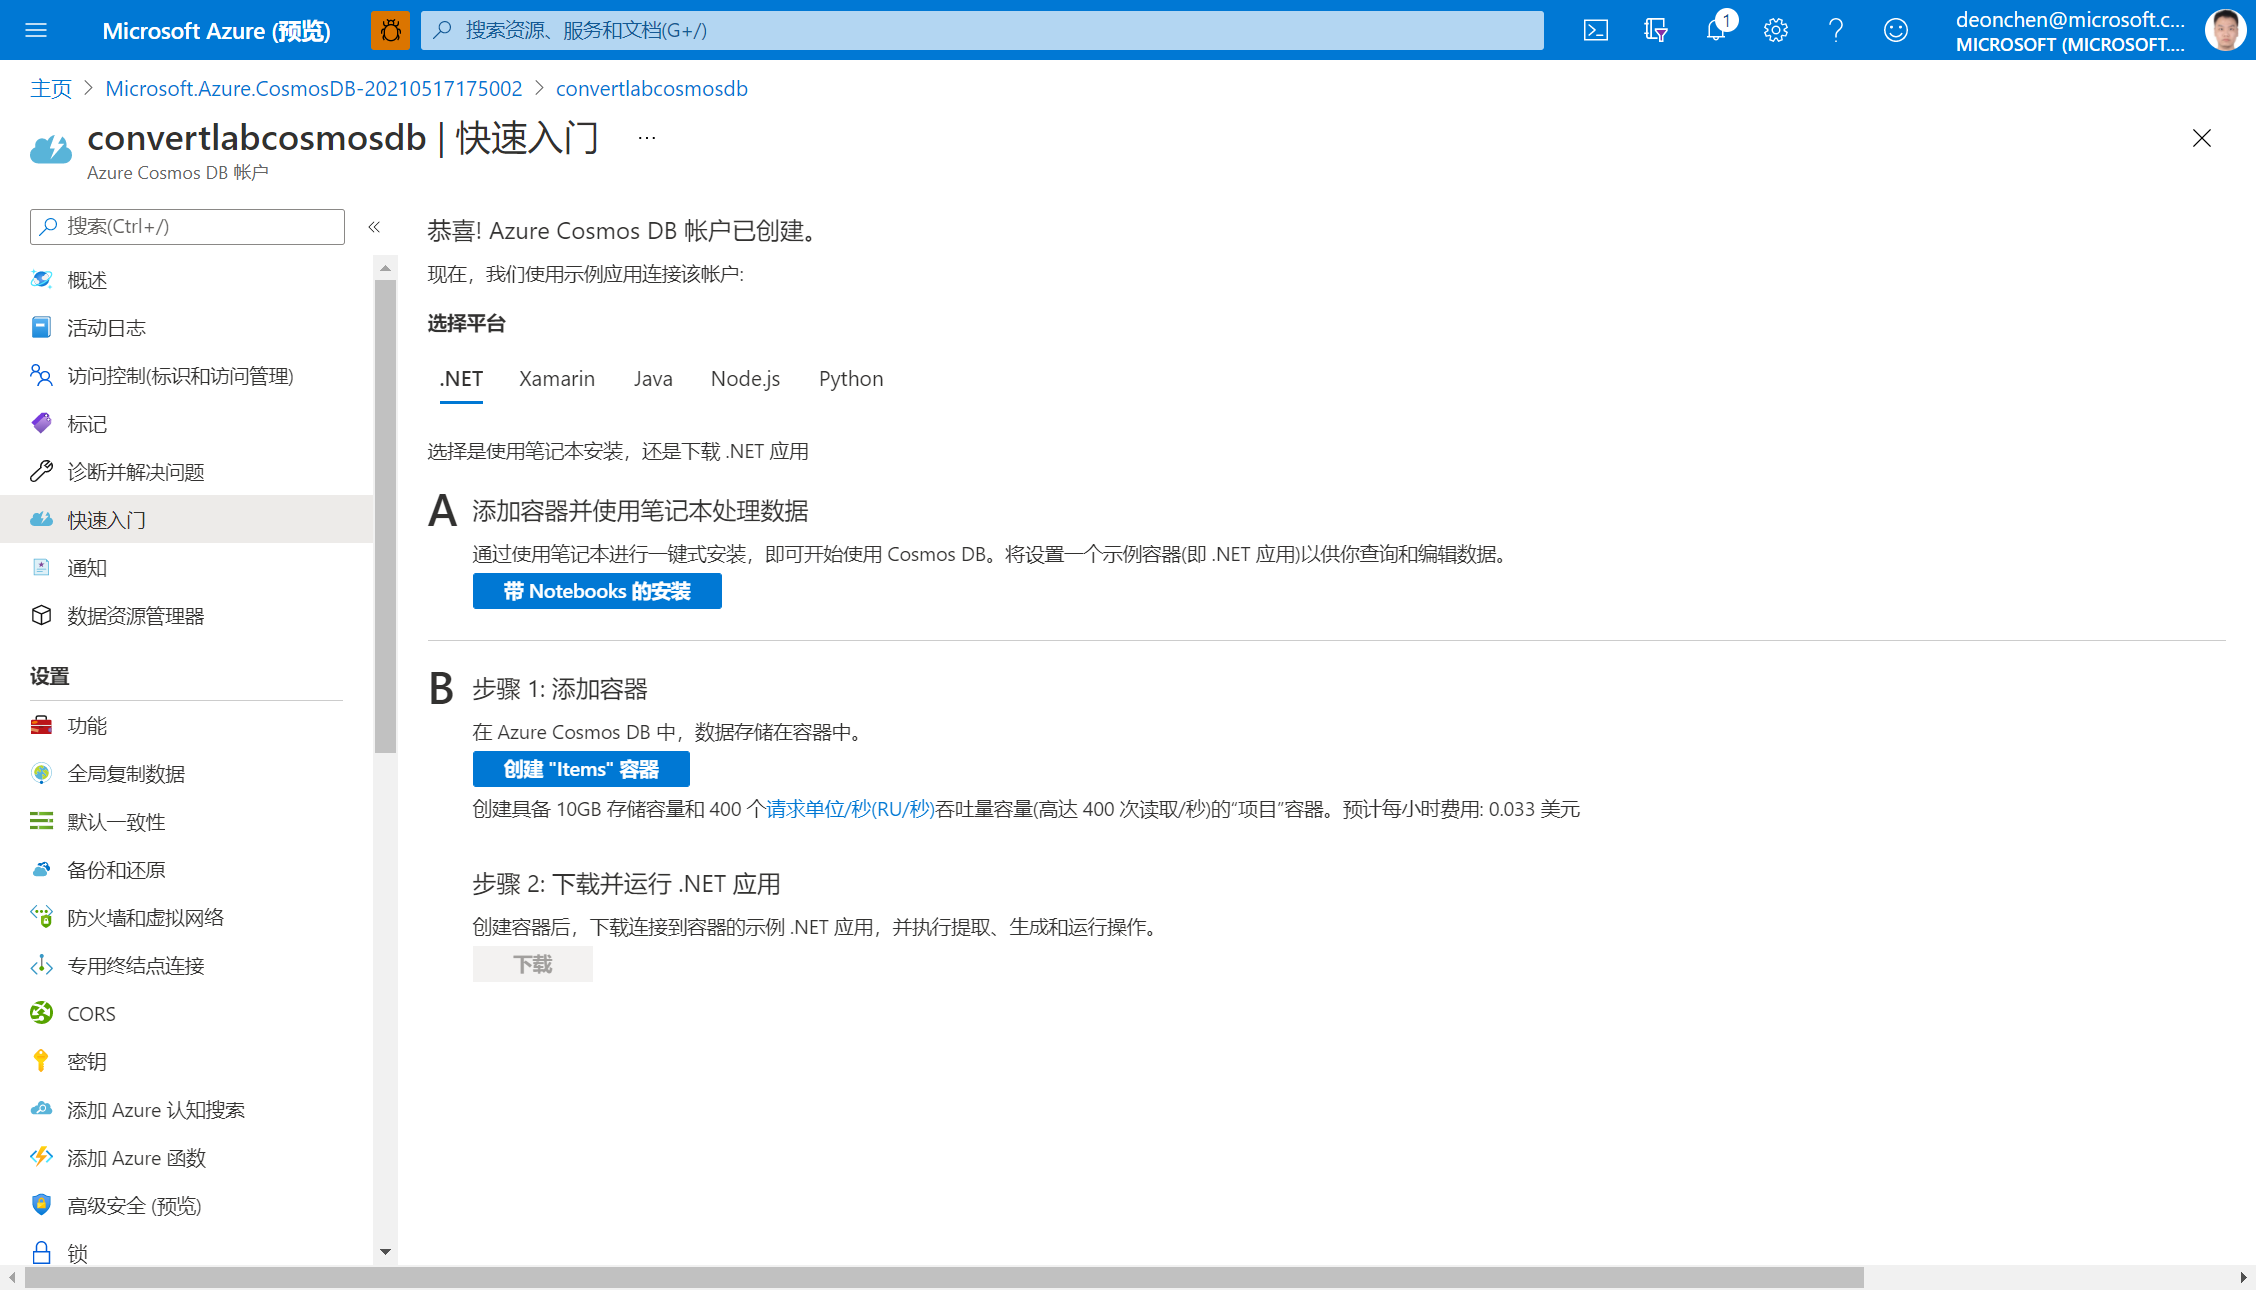 Microsoft Azure (预览)
搜索资源、服务和文档(G+/)
1
deonchen@microsoft.c...
MICROSOFT (MICROSOFT....
主页 > Microsoft.Azure.CosmosDB-20210517175002 > convertlabcosmosdb
convertlabcosmosdb | 快速入门 ...
Azure Cosmos DB 帐户
搜索(Ctrl+/)
«
概述
活动日志
访问控制(标识和访问管理)
标记
诊断并解决问题
快速入门
通知
数据资源管理器
设置
功能
全局复制数据
默认一致性
备份和还原
防火墙和虚拟网络
专用终结点连接
CORS
密钥
添加 Azure 认知搜索
添加 Azure 函数
高级安全 (预览)
锁
恭喜! Azure Cosmos DB 帐户已创建。
现在，我们使用示例应用连接该帐户:
选择平台
.NET Xamarin Java Node.js Python
选择是使用笔记本安装，还是下载 .NET 应用
A 添加容器并使用笔记本处理数据
通过使用笔记本进行一键式安装，即可开始使用 Cosmos DB。将设置一个示例容器(即 .NET 应用)以供你查询和编辑数据。
带 Notebooks 的安装
B 步骤 1: 添加容器
在 Azure Cosmos DB 中，数据存储在容器中。
创建 "Items" 容器
创建具备 10GB 存储容量和 400 个请求单位/秒(RU/秒)吞吐量容量(高达 400 次读取/秒)的“项目”容器。预计每小时费用: 0.033 美元
步骤 2: 下载并运行 .NET 应用
创建容器后，下载连接到容器的示例 .NET 应用，并执行提取、生成和运行操作。
下载